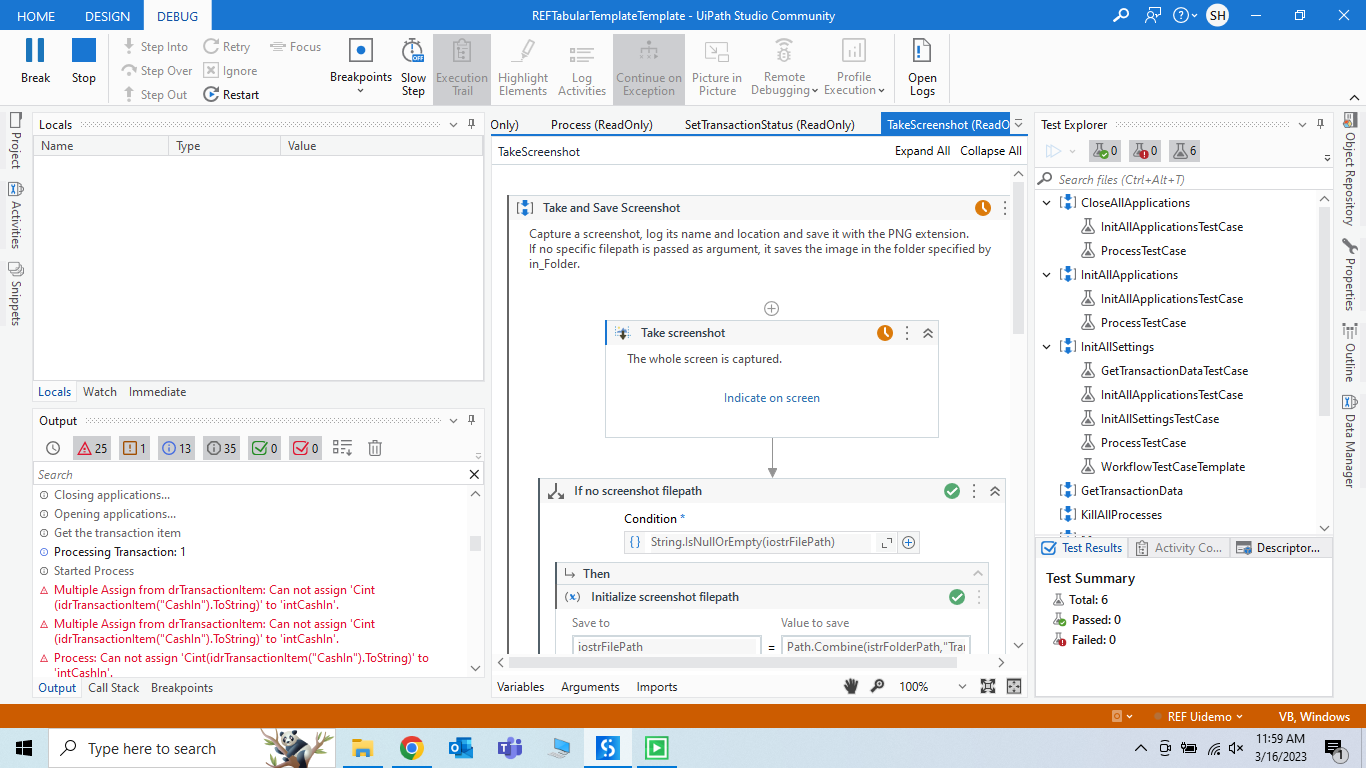 HOME DESIGN DEBUG REFTabularTemplateTemplate - UiPath Studio Community SH
Break
Stop
Step Into
Step Over
Step Out
Retry
Ignore
Restart
Focus
Breakpoints
Slow
Step
Execution
Trail
Highlight
Elements
Log
Activities
Continue on
Exception
Picture in
Picture
Remote
Debugging
Profile
Execution
Open
Logs
Project
Activities
Snippets
Locals
Name Type Value
Locals Watch Immediate
Output
25 1 13 35 0 0
Search
Closing applications...
Opening applications...
Get the transaction item
Processing Transaction: 1
Started Process
Multiple Assign from drTransactionItem: Can not assign 'Cint
(idrTransactionItem("CashIn").ToString)' to 'intCashIn'.
Multiple Assign from drTransactionItem: Can not assign 'Cint
(idrTransactionItem("CashIn").ToString)' to 'intCashIn'.
Process: Can not assign 'Cint(idrTransactionItem("CashIn").ToString)' to
'intCashIn'.
Output Call Stack Breakpoints
Only) Process (ReadOnly) SetTransactionStatus (ReadOnly) TakeScreenshot (ReadO
TakeScreenshot Expand All Collapse All
Take and Save Screenshot
Capture a screenshot, log its name and location and save it with the PNG extension.
If no specific filepath is passed as argument, it saves the image in the folder specified by
in_Folder.
Take screenshot
The whole screen is captured.
Indicate on screen
If no screenshot filepath
Condition *
{} String.IsNullOrEmpty(iostrFilePath)
Then
(x) Initialize screenshot filepath
Save to Value to save
iostrFilePath = Path.Combine(istrFolderPath,"Trai
Variables Arguments Imports 100%
Test Explorer
0 0 6
Search files (Ctrl+Alt+T)
CloseAllApplications
InitAllApplicationsTestCase
ProcessTestCase
InitAllApplications
InitAllApplicationsTestCase
ProcessTestCase
InitAllSettings
GetTransactionDataTestCase
InitAllApplicationsTestCase
InitAllSettingsTestCase
ProcessTestCase
WorkflowTestCaseTemplate
GetTransactionData
KillAllProcesses
Test Results Activity Co... Descriptor...
Test Summary
Total: 6
Passed: 0
Failed: 0
Object Repository
Properties
Outline
Data Manager
REF Uidemo VB, Windows
Type here to search
11:59 AM
3/16/2023
1